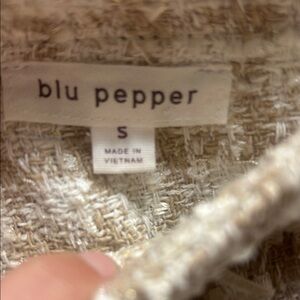 blu pepper
S
MADE IN
VIETNAM